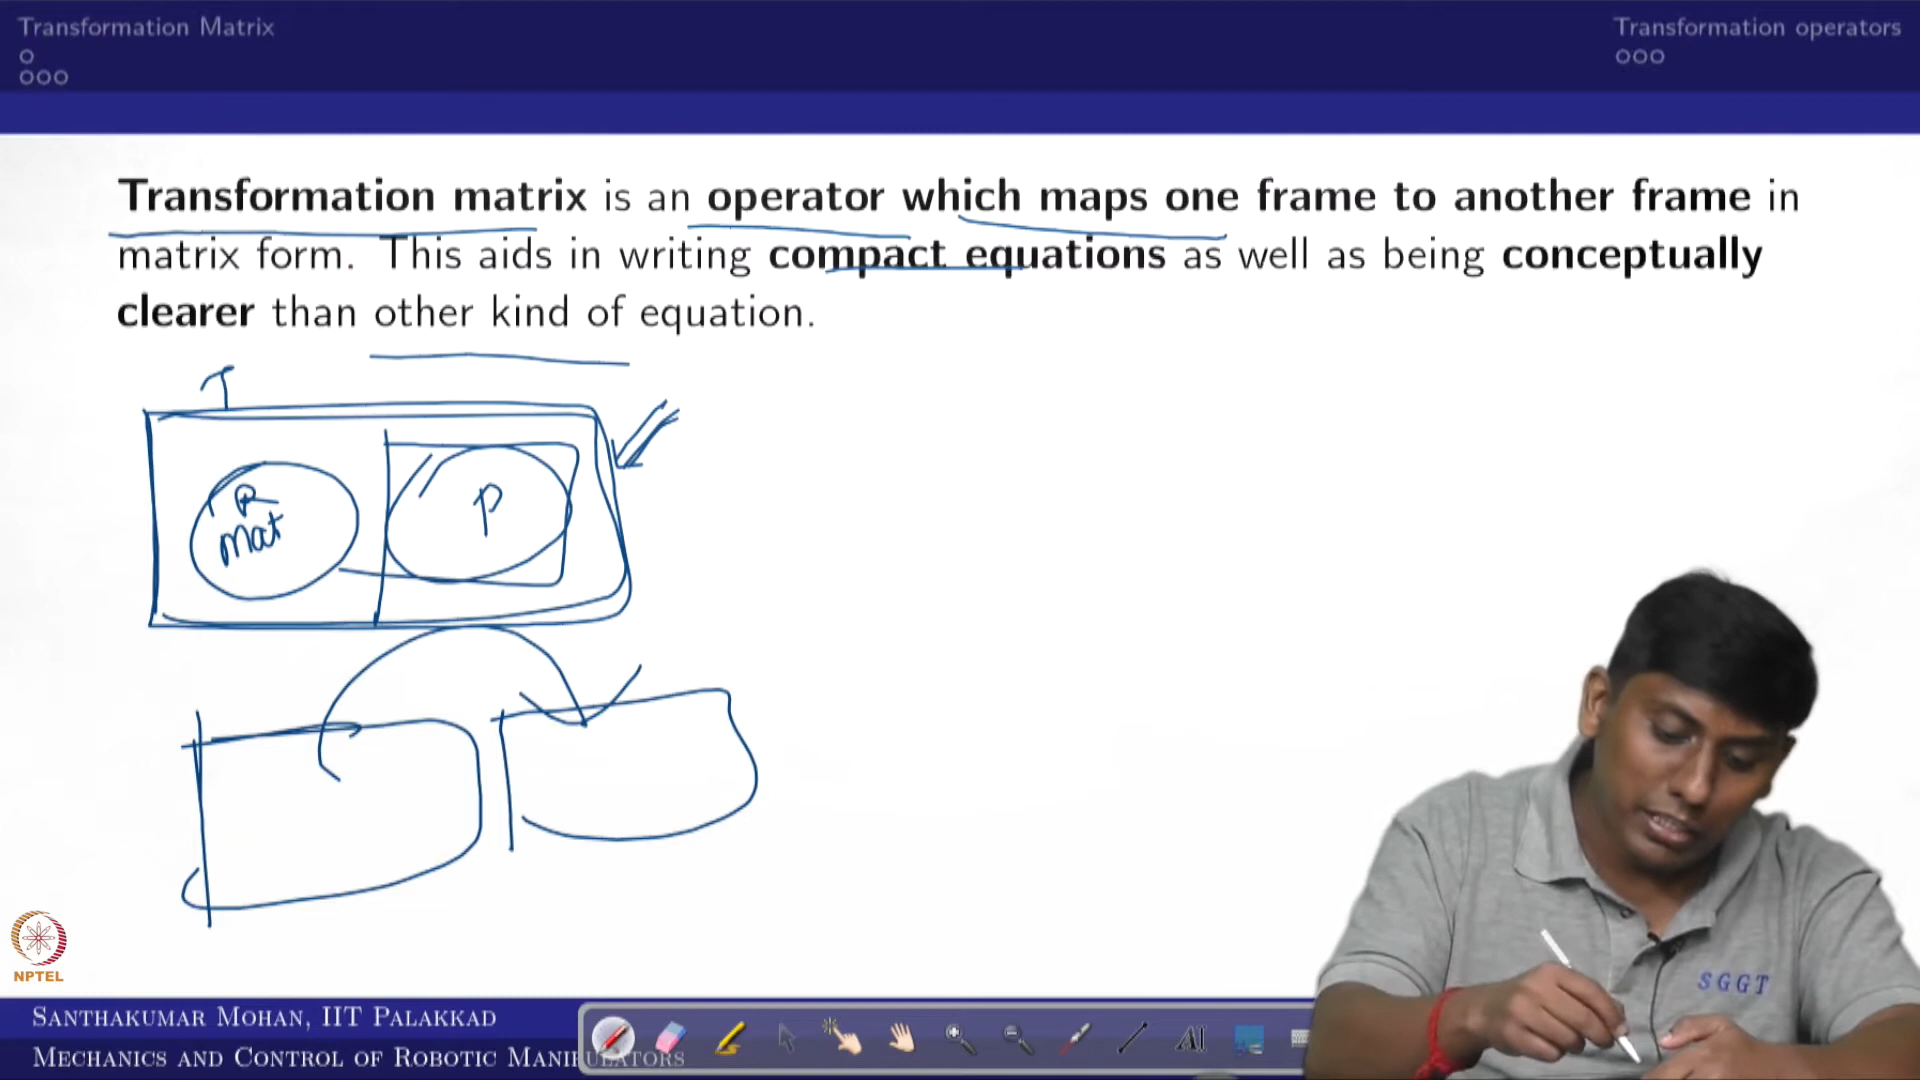 Transformation Matrix
Transformation operators
Transformation matrix is an operator which maps one frame to another frame in
matrix form. This aids in writing compact equations as well as being conceptually
clearer than other kind of equation.
T
R
mat
P
SGGT
NPTEL
SANTHAKUMAR MOHAN, IIT PALAKKAD
MECHANICS AND CONTROL OF ROBOTIC MANIPULATORS
A